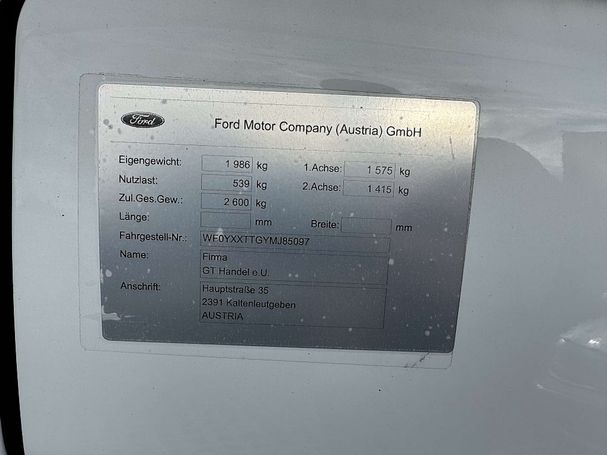 Ford
Ford Motor Company (Austria) GmbH
Eigengewicht: 1 986 kg 1.Achse: 1 575 kg
Nutzlast: 539 kg 2.Achse: 1 415 kg
Zul.Ges.Gew.: 2 600 kg
Länge: mm Breite: mm
Fahrgestell-Nr.: WF0YXXTTGYMJ85097
Name: Firma
GT Handel e.U.
Anschrift: Hauptstraße 35
2391 Kaltenleutgeben
AUSTRIA